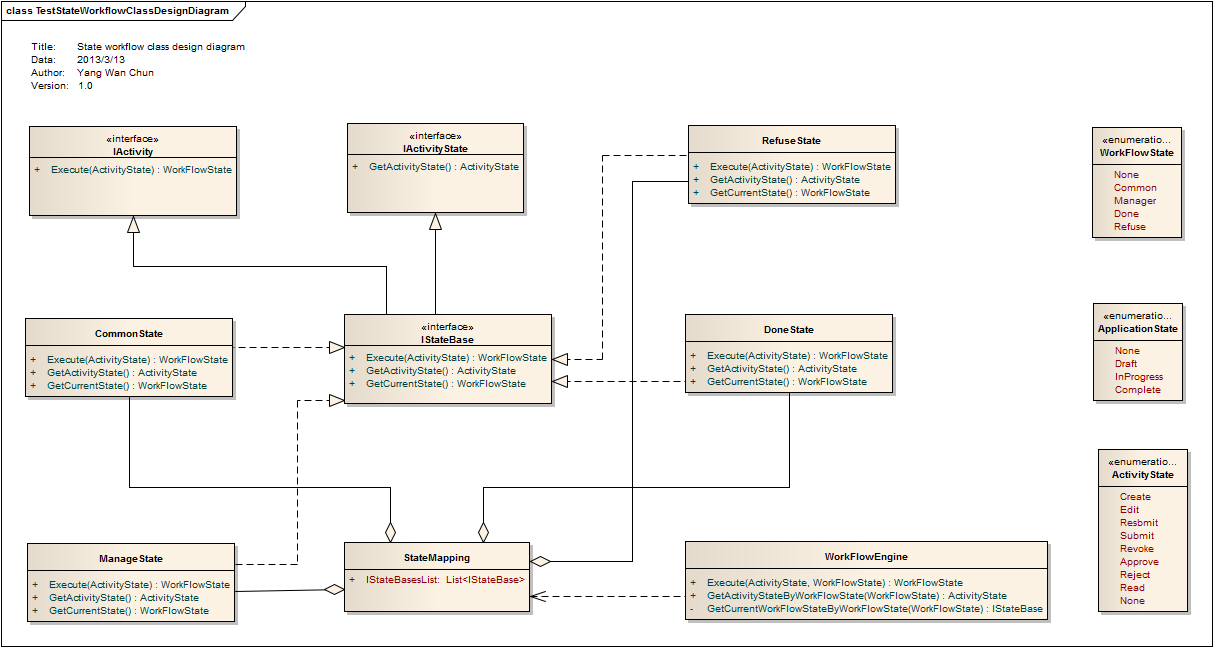 class TestStateWorkflowClassDesignDiagram
Title: State workflow class design diagram
Data: 2013/3/13
Author: Yang Wan Chun
Version: 1.0
«interface»
IActivity
+ Execute(ActivityState) : WorkFlowState
«interface»
IActivityState
+ GetActivityState() : ActivityState
RefuseState
+ Execute(ActivityState) : WorkFlowState
+ GetActivityState() : ActivityState
+ GetCurrentState() : WorkFlowState
«enumeratio...
WorkFlowState
None
Common
Manager
Done
Refuse
CommonState
+ Execute(ActivityState) : WorkFlowState
+ GetActivityState() : ActivityState
+ GetCurrentState() : WorkFlowState
«interface»
IStateBase
+ Execute(ActivityState) : WorkFlowState
+ GetActivityState() : ActivityState
+ GetCurrentState() : WorkFlowState
DoneState
+ Execute(ActivityState) : WorkFlowState
+ GetActivityState() : ActivityState
+ GetCurrentState() : WorkFlowState
«enumeratio...
ApplicationState
None
Draft
InProgress
Complete
ManageState
+ Execute(ActivityState) : WorkFlowState
+ GetActivityState() : ActivityState
+ GetCurrentState() : WorkFlowState
StateMapping
+ IStateBasesList: List<IStateBase>
WorkFlowEngine
+ Execute(ActivityState, WorkFlowState) : WorkFlowState
+ GetActivityStateByWorkFlowState(WorkFlowState) : ActivityState
- GetCurrentWorkFlowStateByWorkFlowState(WorkFlowState) : IStateBase
«enumeratio...
ActivityState
Create
Edit
Resbmit
Submit
Revoke
Approve
Reject
Read
None